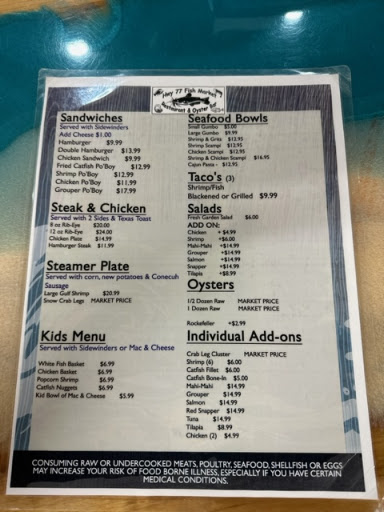 Hwy 77 Fish Market
Restaurant & Oyster Bar
Sandwiches
Served with Sidewinders
Add Cheese $1.00
Hamburger $9.99
Double Hamburger $13.99
Chicken Sandwich $9.99
Fried Catfish Po'Boy $12.99
Shrimp Po'Boy $12.99
Chicken Po'Boy $11.99
Grouper Po'Boy $17.99
Steak & Chicken
Served with 2 Sides & Texas Toast
8 oz Rib-Eye $20.00
12 oz Rib-Eye $24.00
Chicken Plate $14.99
Hamburger Steak $11.99
Steamer Plate
Served with corn, new potatoes & Conecuh
Sausage
Large Gulf Shrimp $20.99
Snow Crab Legs MARKET PRICE
Kids Menu
Served with Sidewinders or Mac & Cheese
White Fish Basket $6.99
Chicken Basket $6.99
Popcorn Shrimp $6.99
Catfish Nuggets $6.99
Kid Bowl of Mac & Cheese $5.99
Seafood Bowls
Small Gumbo $5.00
Large Gumbo $9.99
Shrimp & Grits $12.95
Shrimp Scampi $13.95
Chicken Scampi $12.95
Shrimp & Chicken Scampi $16.95
Cajun Pasta - $12.95
Taco's (3)
Shrimp/Fish
Blackened or Grilled $9.99
Salads
Fresh Garden Salad $6.00
ADD ON:
Chicken + $4.99
Shrimp +$6.00
Mahi-Mahi +$14.99
Grouper +$14.99
Salmon +$14.99
Snapper +$14.99
Tilapia +$8.99
Oysters
1/2 Dozen Raw MARKET PRICE
1 Dozen Raw MARKET PRICE
Rockefeller +$2.99
Individual Add-ons
Crab Leg Cluster MARKET PRICE
Shrimp (6) $6.00
Catfish Fillet $6.00
Catfish Bone-In $5.00
Mahi-Mahi $14.99
Grouper $14.99
Salmon $14.99
Red Snapper $14.99
Tuna $14.99
Tilapia $8.99
Chicken (2) $4.99
CONSUMING RAW OR UNDERCOOKED MEATS, POULTRY, SEAFOOD, SHELLFISH OR EGGS
MAY INCREASE YOUR RISK OF FOOD BORNE ILLNESS, ESPECIALLY IF YOU HAVE CERTAIN
MEDICAL CONDITIONS.